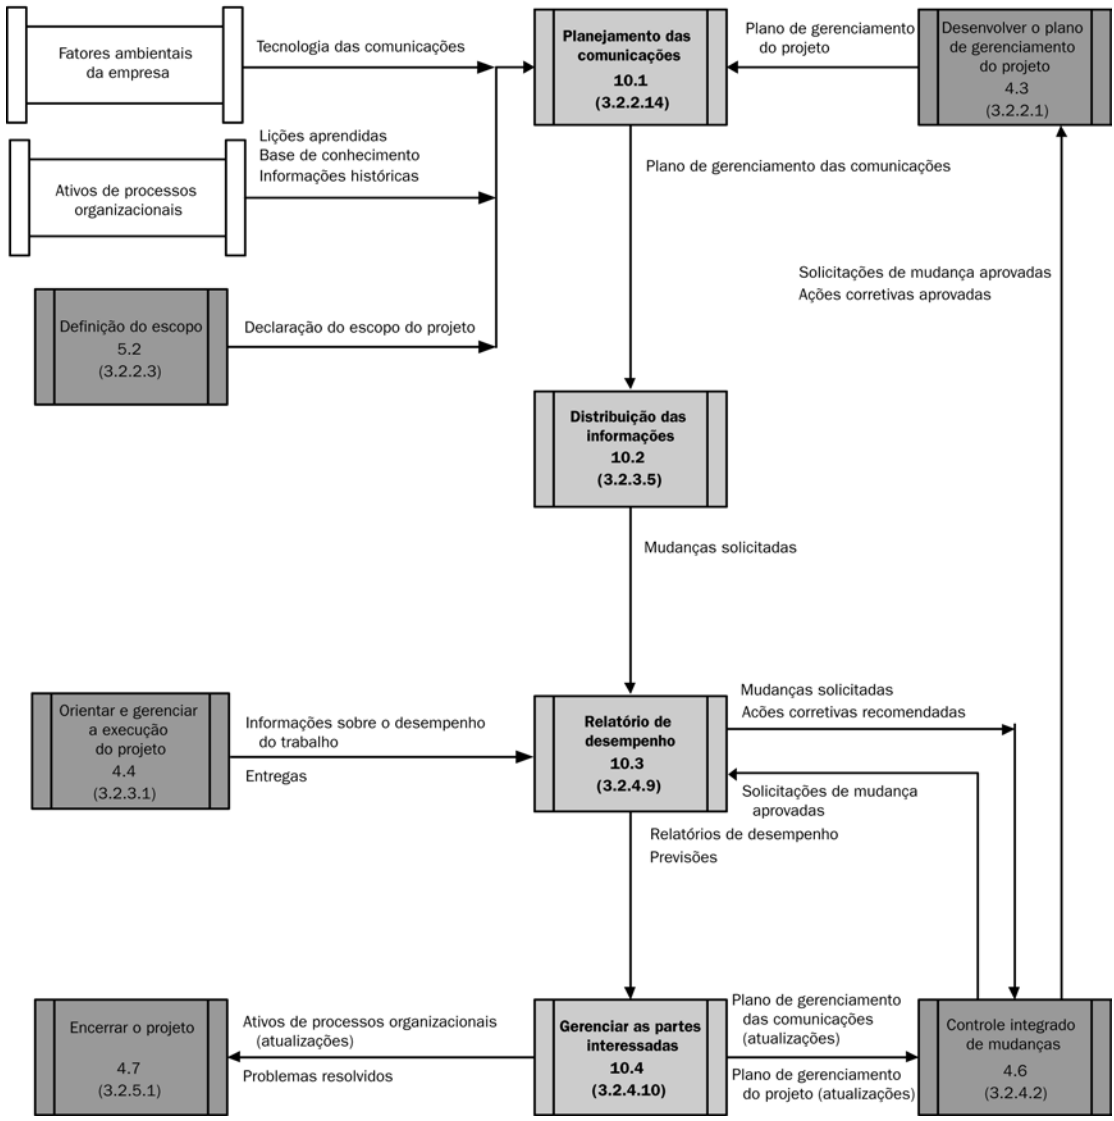 Fatores ambientais
da empresa
Tecnologia das comunicações
Planejamento das
comunicações
10.1
(3.2.2.14)
Plano de gerenciamento
do projeto
Desenvolver o plano
de gerenciamento
do projeto
4.3
(3.2.2.1)
Ativos de processos
organizacionais
Lições aprendidas
Base de conhecimento
Informações históricas
Plano de gerenciamento das comunicações
Definição do escopo
5.2
(3.2.2.3)
Declaração do escopo do projeto
Solicitações de mudança aprovadas
Ações corretivas aprovadas
Distribuição das
informações
10.2
(3.2.3.5)
Mudanças solicitadas
Orientar e gerenciar
a execução
do projeto
4.4
(3.2.3.1)
Informações sobre o desempenho
do trabalho
Entregas
Relatório de
desempenho
10.3
(3.2.4.9)
Mudanças solicitadas
Acões corretivas recomendadas
Solicitações de mudança
aprovadas
Relatórios de desempenho
Previsões
Encerrar o projeto
4.7
(3.2.5.1)
Ativos de processos organizacionais
(atualizações)
Problemas resolvidos
Gerenciar as partes
interessadas
10.4
(3.2.4.10)
Plano de gerenciamento
das comunicações
(atualizações)
Plano de gerenciamento
do projeto (atualizações)
Controle integrado
de mudanças
4.6
(3.2.4.2)